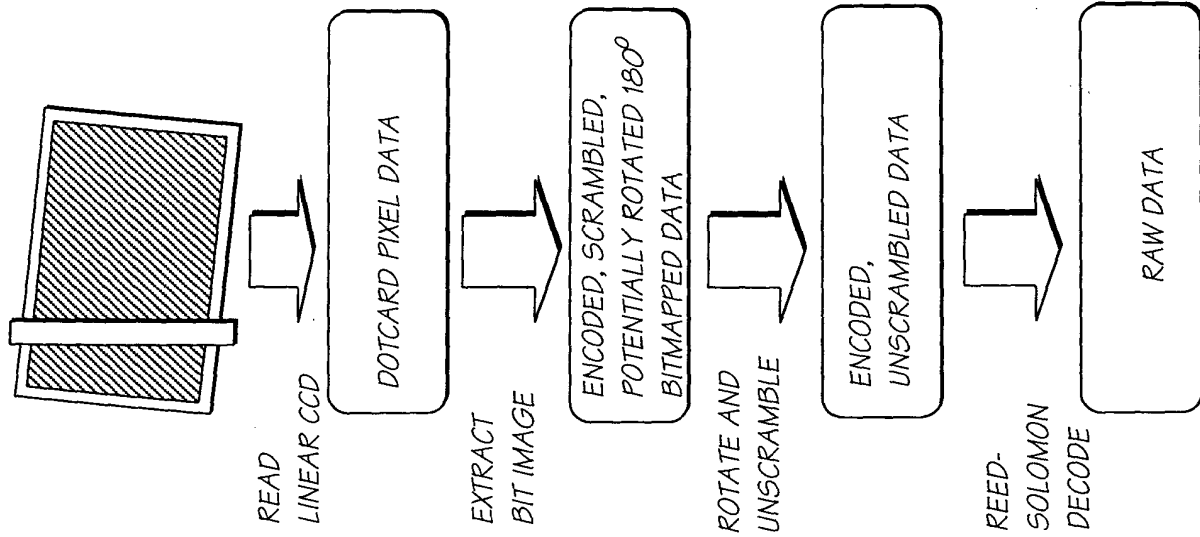 READ
LINEAR CCD
DOTCARD PIXEL DATA
EXTRACT
BIT IMAGE
ENCODED, SCRAMBLED,
POTENTIALLY ROTATED 180°
BITMAPPED DATA
ROTATE AND
UNSCRAMBLE
ENCODED,
UNSCRAMBLED DATA
REED-
SOLOMON
DECODE
RAW DATA